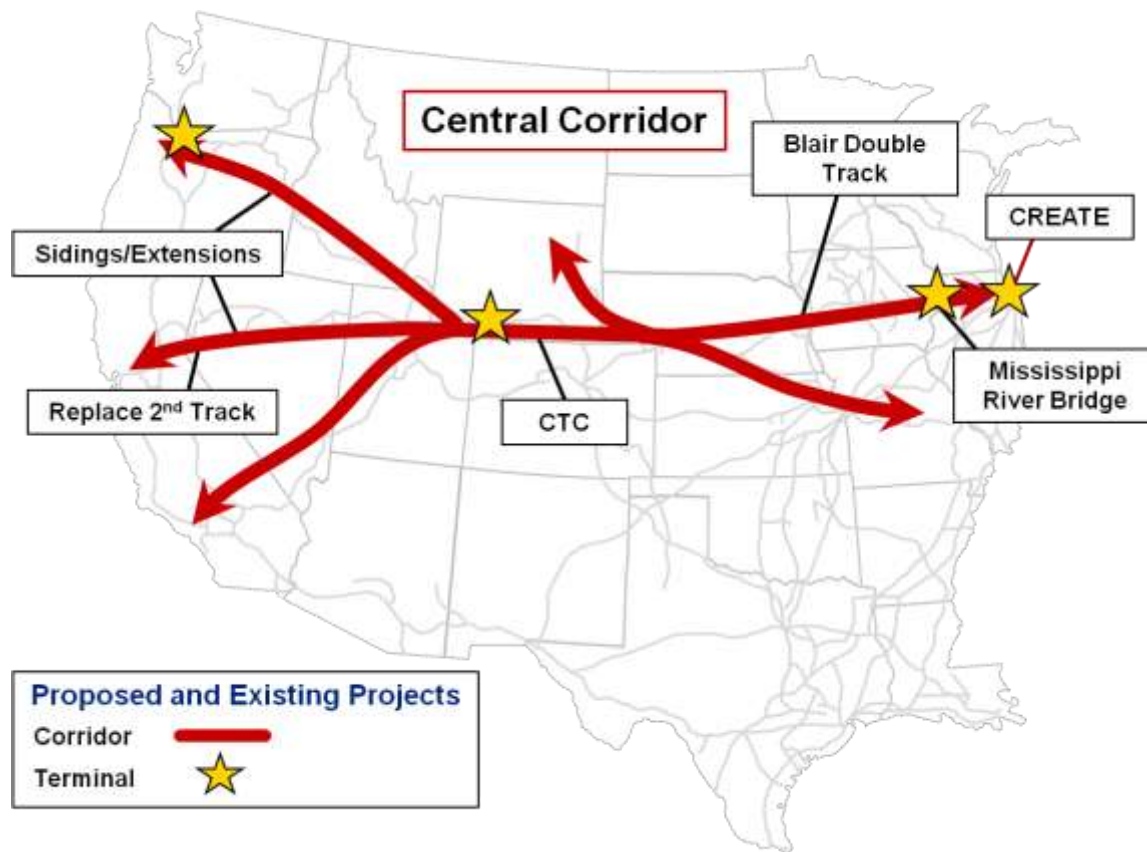 Central Corridor
Blair Double
Track
CREATE
Sidings/Extensions
Replace 2nd Track
CTC
Mississippi
River Bridge
Proposed and Existing Projects
Corridor
Terminal